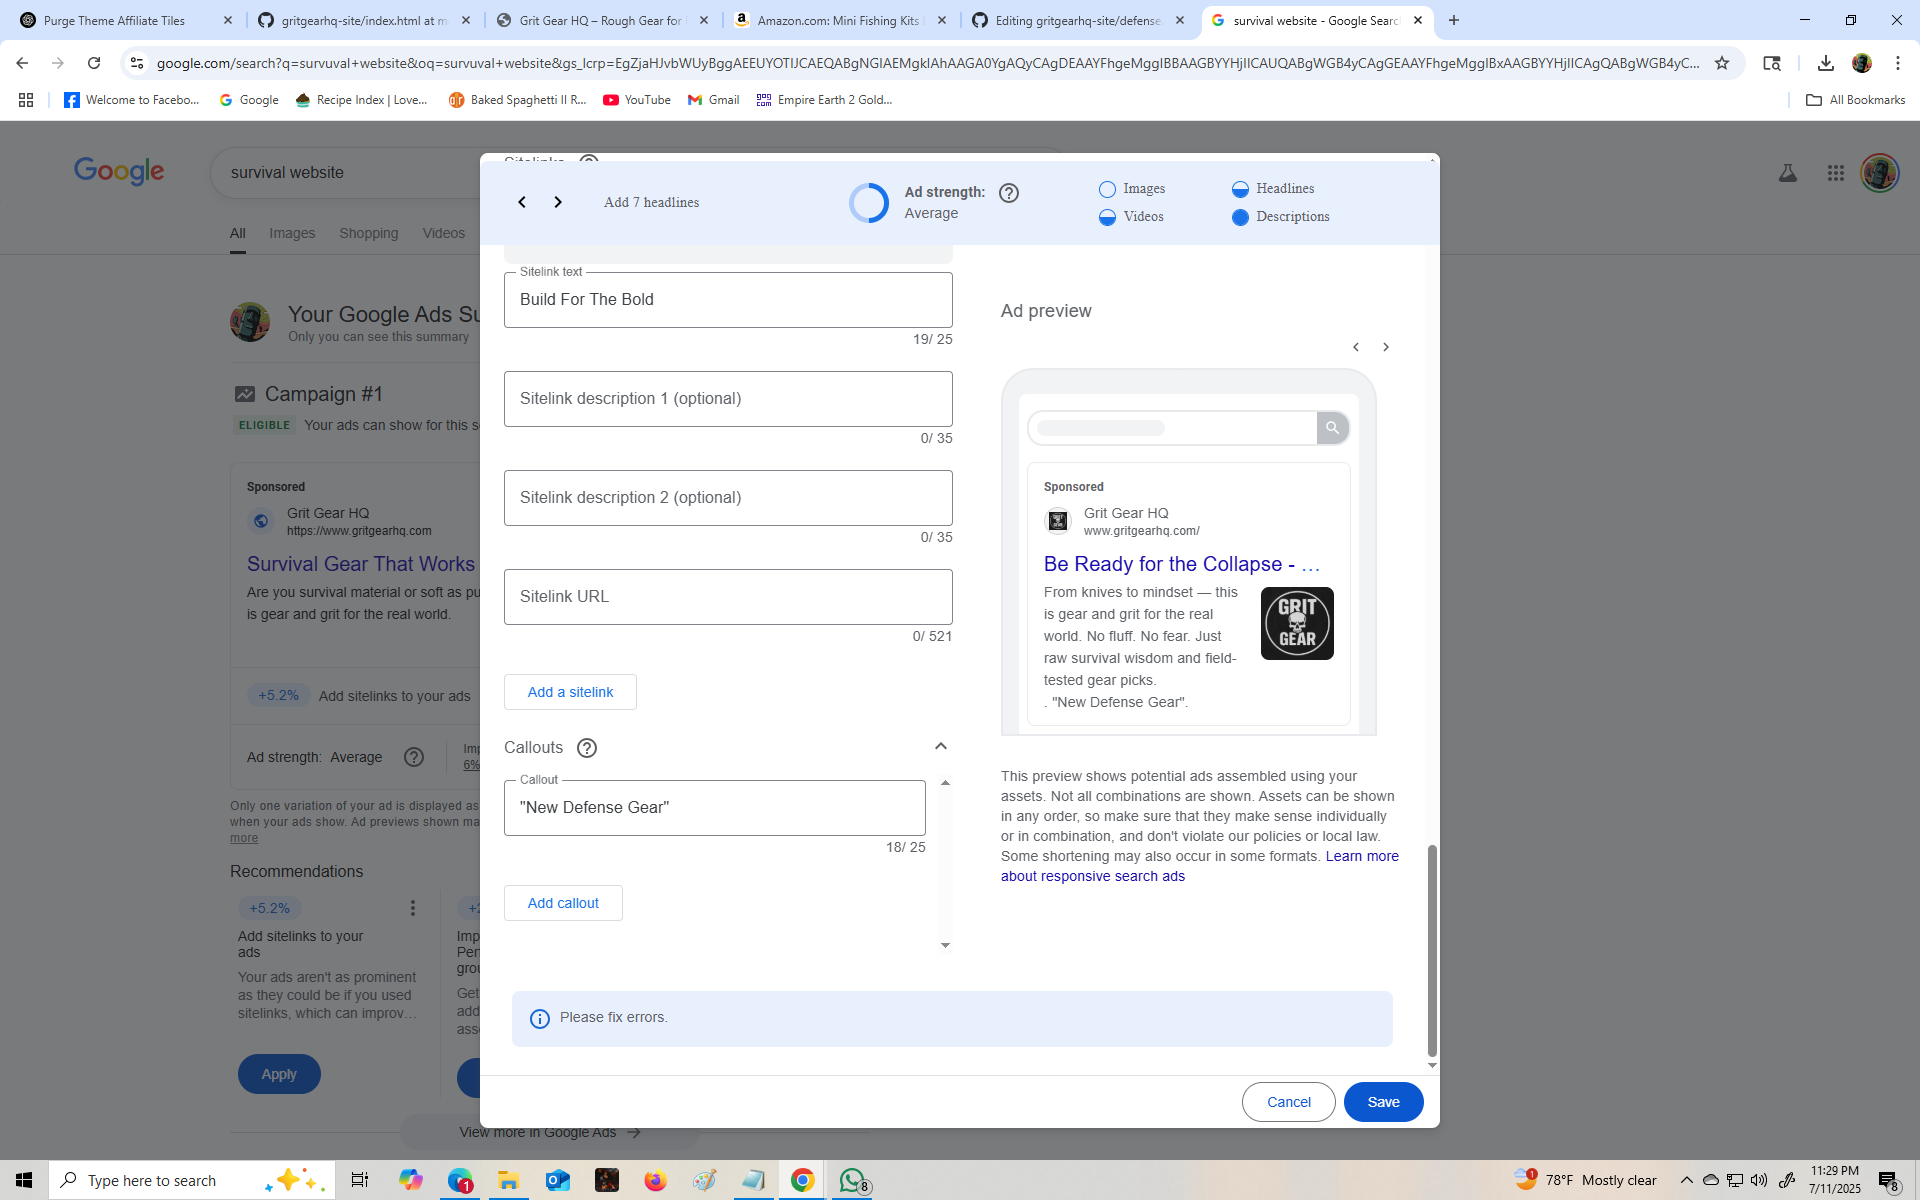 Purge Theme Affiliate Tiles
gritgearhq-site/index.html at m
Grit Gear HQ – Rough Gear for
Amazon.com: Mini Fishing Kits
Editing gritgearhq-site/defense.
survival website - Google Searc
google.com/search?q=survuval+website&oq=survuval+website&gs_lcrp=EgZjaHJvbWUyBggAEEUYOTIJCAEQABgNGIAEMgkIAhAAGA0YgAQyCAgDEAAYFhgeMggIBBAAGBYYHjIICAUQABgWGB4yCAgGEAAYFhgeMggIBxAAGBYYHjIICAgQABgWGB4yC...
Welcome to Facebo...
Google
Recipe Index | Love...
Baked Spaghetti II R...
YouTube
Gmail
Empire Earth 2 Gold...
All Bookmarks
Google
survival website
All
Images
Shopping
Videos
Your Google Ads Su
Only you can see this summary
Campaign #1
ELIGIBLE
Your ads can show for this s
Sponsored
Grit Gear HQ
https://www.gritgearhq.com
Survival Gear That Works
Are you survival material or soft as pu
is gear and grit for the real world.
+5.2%
Add sitelinks to your ads
Ad strength: Average
Imp
6%
Only one variation of your ad is displayed as
when your ads show. Ad previews shown ma
more
Recommendations
+5.2%
Add sitelinks to your
ads
Your ads aren't as prominent
as they could be if you used
sitelinks, which can improv...
Apply
Imp
Per
grou
Get
add
ass
View more in Google Ads
Sitelinks
Add 7 headlines
Ad strength:
Average
Images
Videos
Headlines
Descriptions
Sitelink text
Build For The Bold
19/ 25
Sitelink description 1 (optional)
0/ 35
Sitelink description 2 (optional)
0/ 35
Sitelink URL
0/ 521
Add a sitelink
Callouts
Callout
"New Defense Gear"
18/ 25
Add callout
Ad preview
Sponsored
Grit Gear HQ
www.gritgearhq.com/
Be Ready for the Collapse - ...
From knives to mindset — this
is gear and grit for the real
world. No fluff. No fear. Just
raw survival wisdom and field-
tested gear picks.
. "New Defense Gear".
GRIT
GEAR
This preview shows potential ads assembled using your
assets. Not all combinations are shown. Assets can be shown
in any order, so make sure that they make sense individually
or in combination, and don't violate our policies or local law.
Some shortening may also occur in some formats. Learn more
about responsive search ads
Please fix errors.
Cancel
Save
Type here to search
1
8
1
78°F Mostly clear
11:29 PM
7/11/2025
8